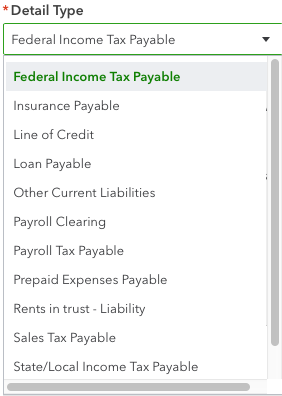 * Detail Type
Federal Income Tax Payable
Federal Income Tax Payable
Insurance Payable
Line of Credit
Loan Payable
Other Current Liabilities
Payroll Clearing
Payroll Tax Payable
Prepaid Expenses Payable
Rents in trust - Liability
Sales Tax Payable
State/Local Income Tax Payable